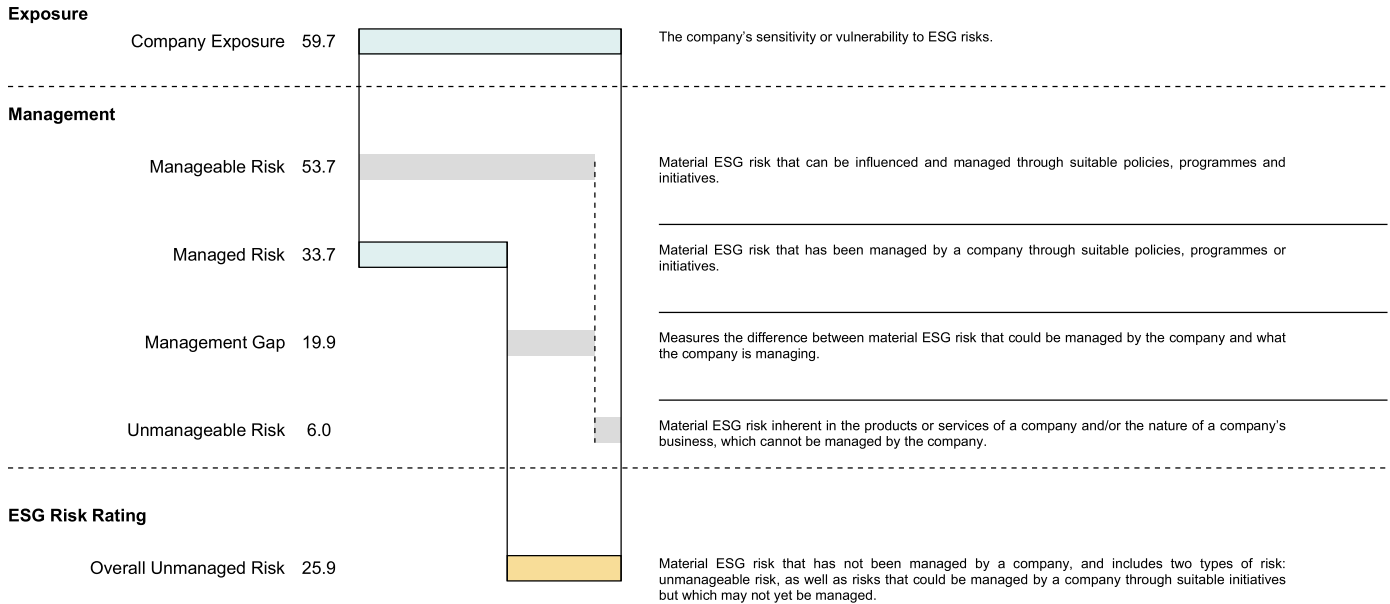 Exposure
Company Exposure 59.7
The company’s sensitivity or vulnerability to ESG risks.
Management
Manageable Risk 53.7
Material ESG risk that can be influenced and managed through suitable policies, programmes and
initiatives.
Managed Risk 33.7
Material ESG risk that has been managed by a company through suitable policies, programmes or
initiatives.
Management Gap 19.9
Measures the difference between material ESG risk that could be managed by the company and what
the company is managing.
Unmanageable Risk 6.0
Material ESG risk inherent in the products or services of a company and/or the nature of a company’s
business, which cannot be managed by the company.
ESG Risk Rating
Overall Unmanaged Risk 25.9
Material ESG risk that has not been managed by a company, and includes two types of risk:
unmanageable risk, as well as risks that could be managed by a company through suitable initiatives
but which may not yet be managed.